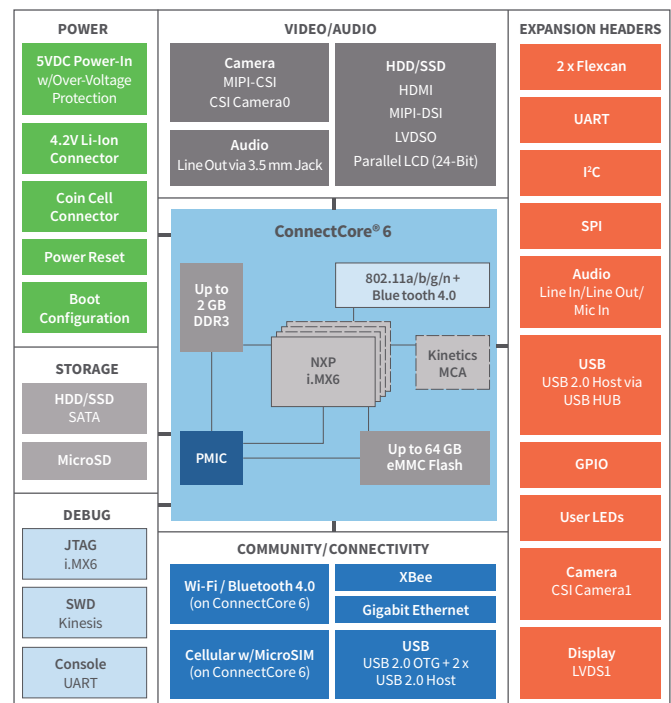 POWER
5VDC Power-In
w/Over-Voltage
Protection
4.2V Li-Ion
Connector
Coin Cell
Connector
Power Reset
Boot
Configuration
STORAGE
HDD/SSD
SATA
MicroSD
DEBUG
JTAG
i.MX6
SWD
Kinesis
Console
UART
VIDEO/AUDIO
Camera
MIPI-CSI
CSI Camera0
Audio
Line Out via 3.5 mm Jack
HDD/SSD
HDMI
MIPI-DSI
LVDSO
Parallel LCD (24-Bit)
ConnectCore® 6
Up to
2 GB
DDR3
802.11a/b/g/n +
Blue tooth 4.0
NXP
i.MX6
Kinetics
MCA
PMIC
Up to 64 GB
eMMC Flash
COMMUNITY/CONNECTIVITY
Wi-Fi / Bluetooth 4.0
(on ConnectCore 6)
XBee
Gigabit Ethernet
Cellular w/MicroSIM
(on ConnectCore 6)
USB
USB 2.0 OTG + 2 x
USB 2.0 Host
EXPANSION HEADERS
2 x Flexcan
UART
I²C
SPI
Audio
Line In/Line Out/
Mic In
USB
USB 2.0 Host via
USB HUB
GPIO
User LEDs
Camera
CSI Camera1
Display
LVDS1